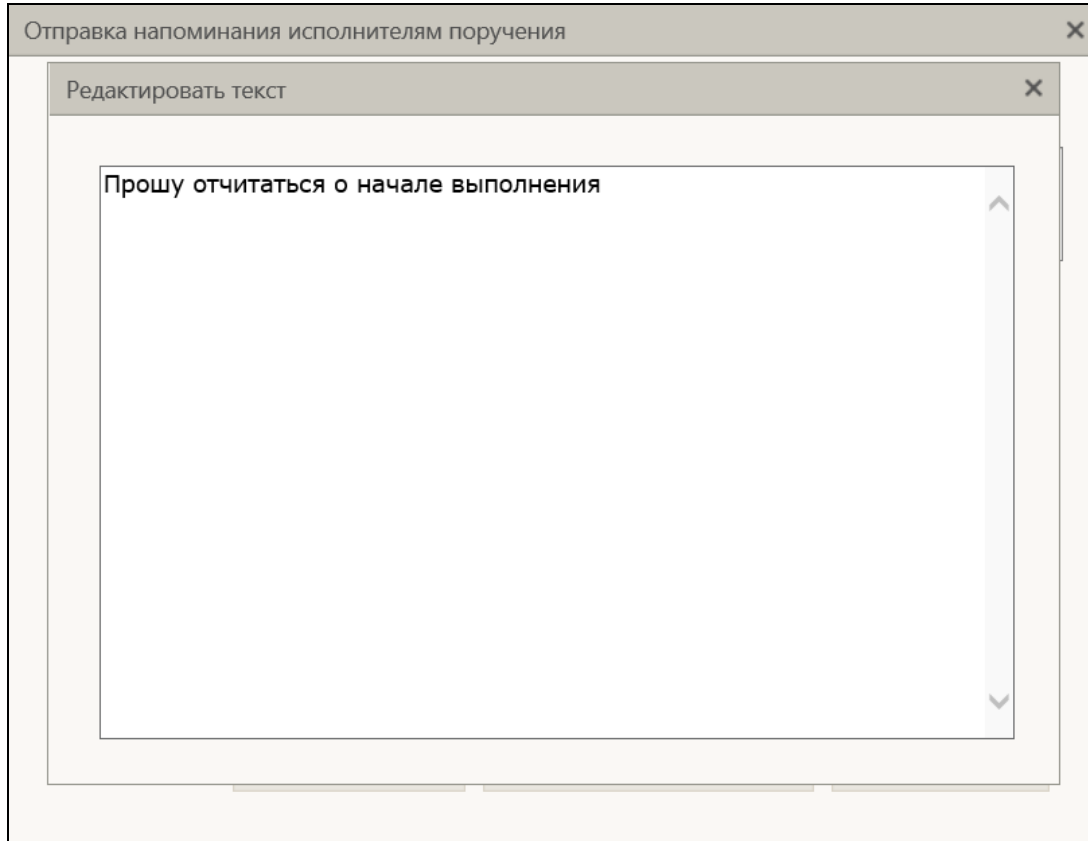 Отправка напоминания исполнителям поручения
Редактировать текст
Прошу отчитаться о начале выполнения